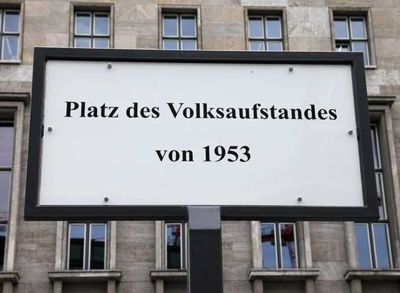 Platz des Volksaufstandes
von 1953